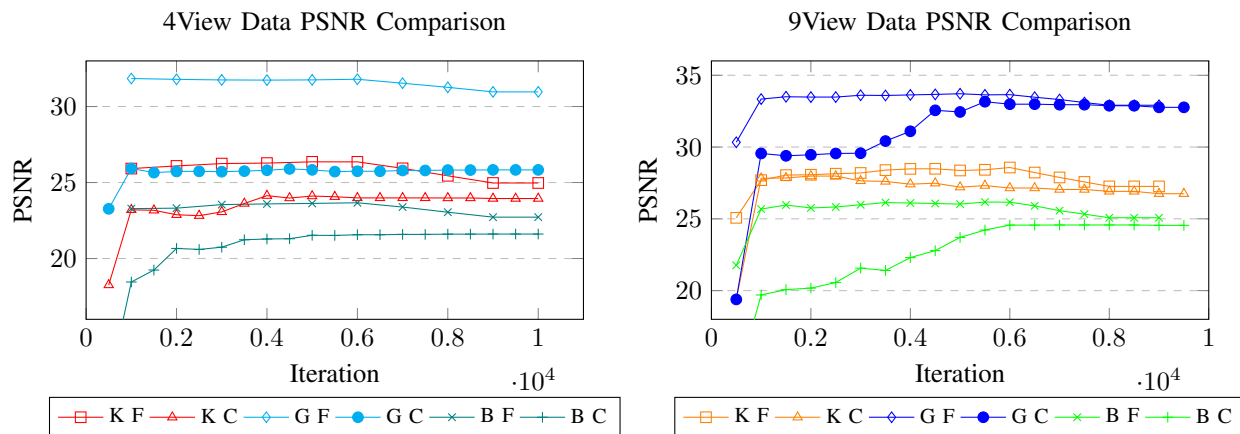 4View Data PSNR Comparison
PSNR
30
25
20
0
0.2
0.4
0.6
0.8
1
Iteration
·10⁴
K F
K C
G F
G C
B F
B C
9View Data PSNR Comparison
PSNR
35
30
25
20
0
0.2
0.4
0.6
0.8
1
Iteration
·10⁴
K F
K C
G F
G C
B F
B C